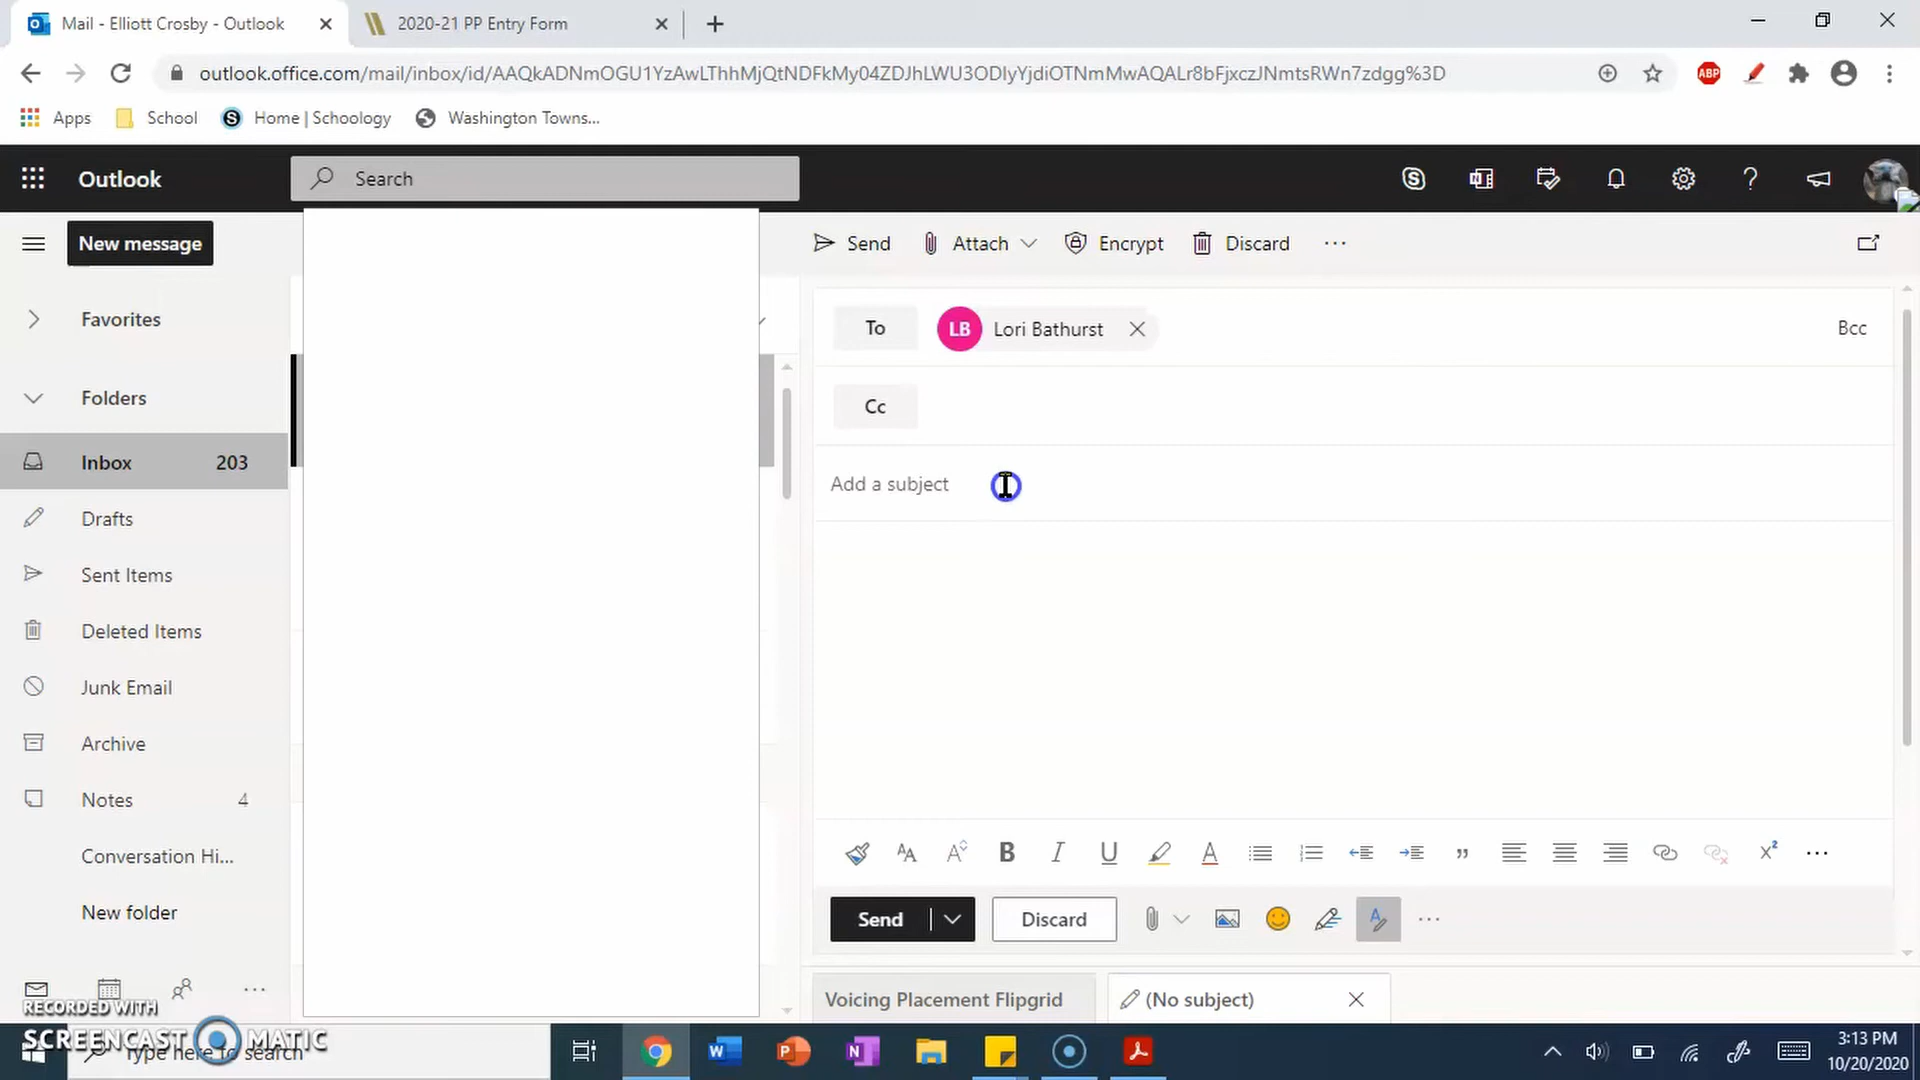 Mail - Elliott Crosby - Outlook
2020-21 PP Entry Form
outlook.office.com/mail/inbox/id/AAQkADNmOGU1YzAwLThhMjQtNDFkMy04ZDJhLWU3ODIyYjdiOTNmMwAQALr8bFjxczJNmtsRWn7zdgg%3D
ABP
Apps
School
Home | Schoology
Washington Towns...
Outlook
Search
New message
Send
Attach
Encrypt
Discard
Favorites
To
LB
Lori Bathurst
Bcc
Folders
Cc
Inbox 203
Add a subject
Drafts
Sent Items
Deleted Items
Junk Email
Archive
Notes 4
Conversation Hi...
New folder
Send
Discard
Voicing Placement Flipgrid
(No subject)
RECORDED WITH
SCREENCAST MATIC
Type here to search
3:13 PM
10/20/2020